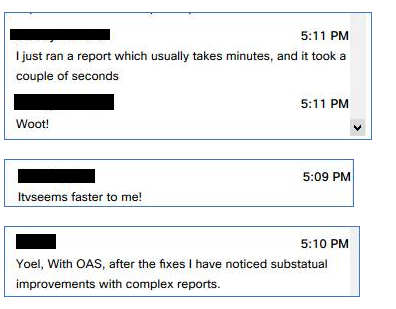 5:11 PM
I just ran a report which usually takes minutes, and it took a
couple of seconds
5:11 PM
Woot!
5:09 PM
Itvseems faster to me!
5:10 PM
Yoel, With OAS, after the fixes I have noticed substatual
improvements with complex reports.